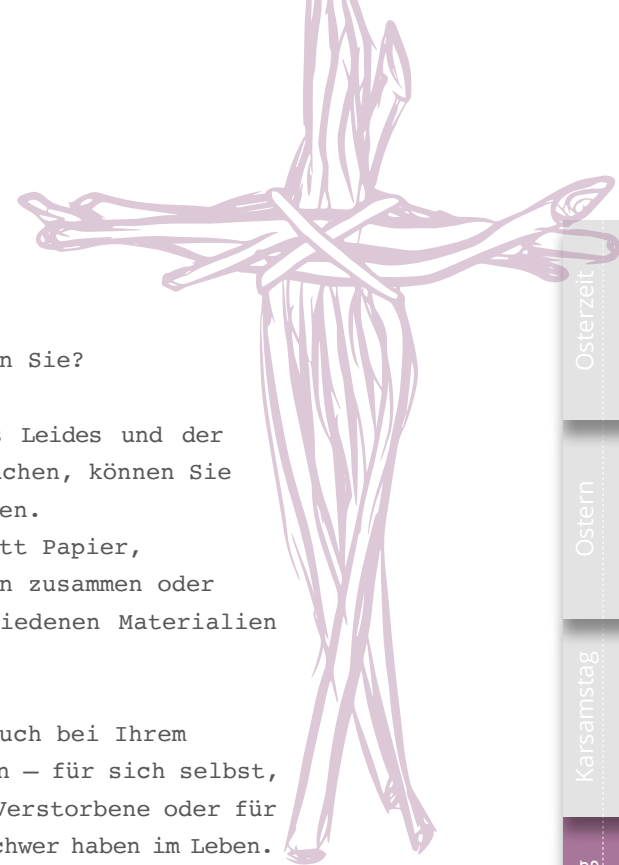 n Sie?
s Leides und der
chen, können Sie
en.
tt Papier,
n zusammen oder
iedenen Materialien
uch bei Ihrem
n – für sich selbst,
Verstorbene oder für
chwer haben im Leben.
Osterzeit
Ostern
Karsamstag